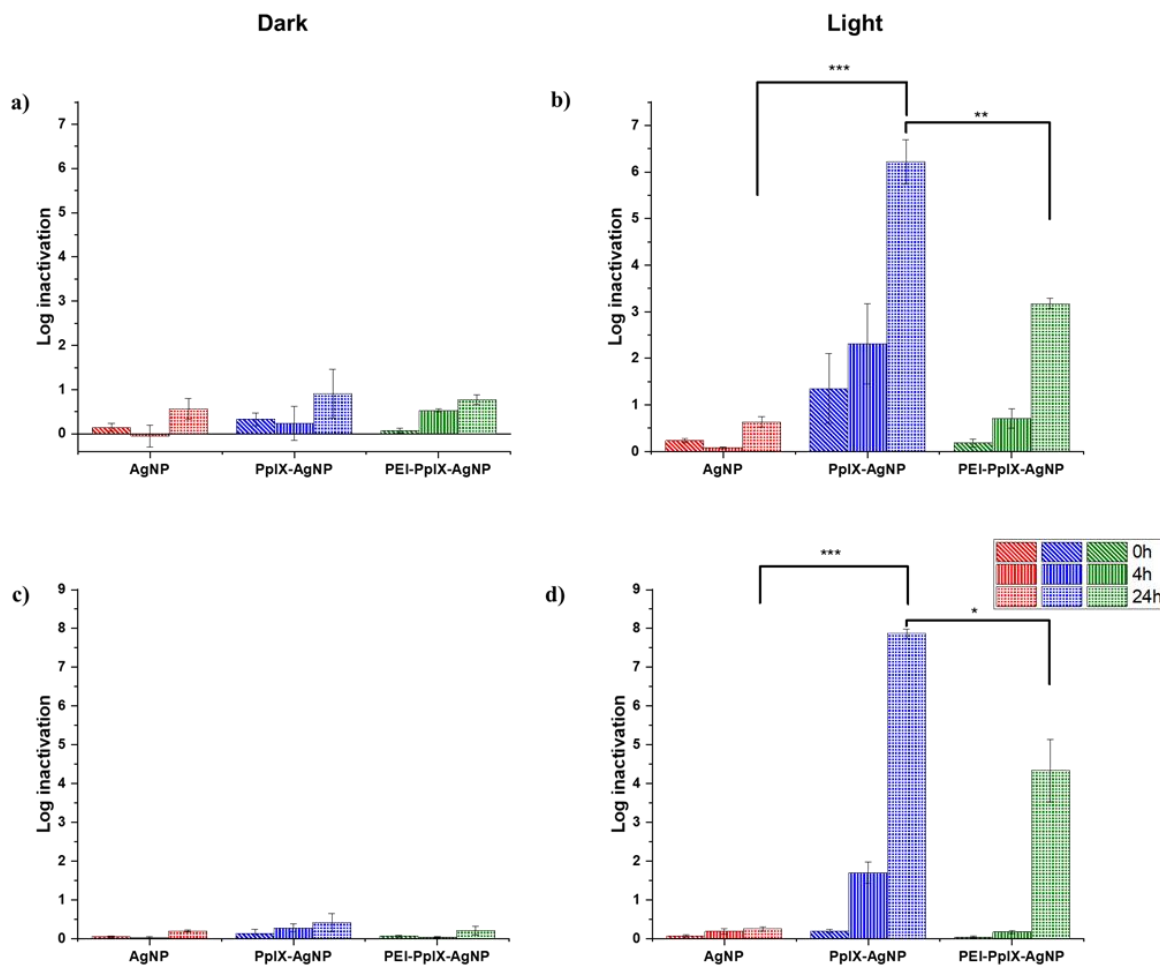 Dark
Light
a)
Log inactivation
7
6
5
4
3
2
1
0
AgNP PpIX-AgNP PEI-PpIX-AgNP
b)
***
**
Log inactivation
7
6
5
4
3
2
1
0
AgNP PpIX-AgNP PEI-PpIX-AgNP
c)
Log inactivation
9
8
7
6
5
4
3
2
1
0
AgNP PpIX-AgNP PEI-PpIX-AgNP
d)
***
*
0h
4h
24h
Log inactivation
9
8
7
6
5
4
3
2
1
0
AgNP PpIX-AgNP PEI-PpIX-AgNP